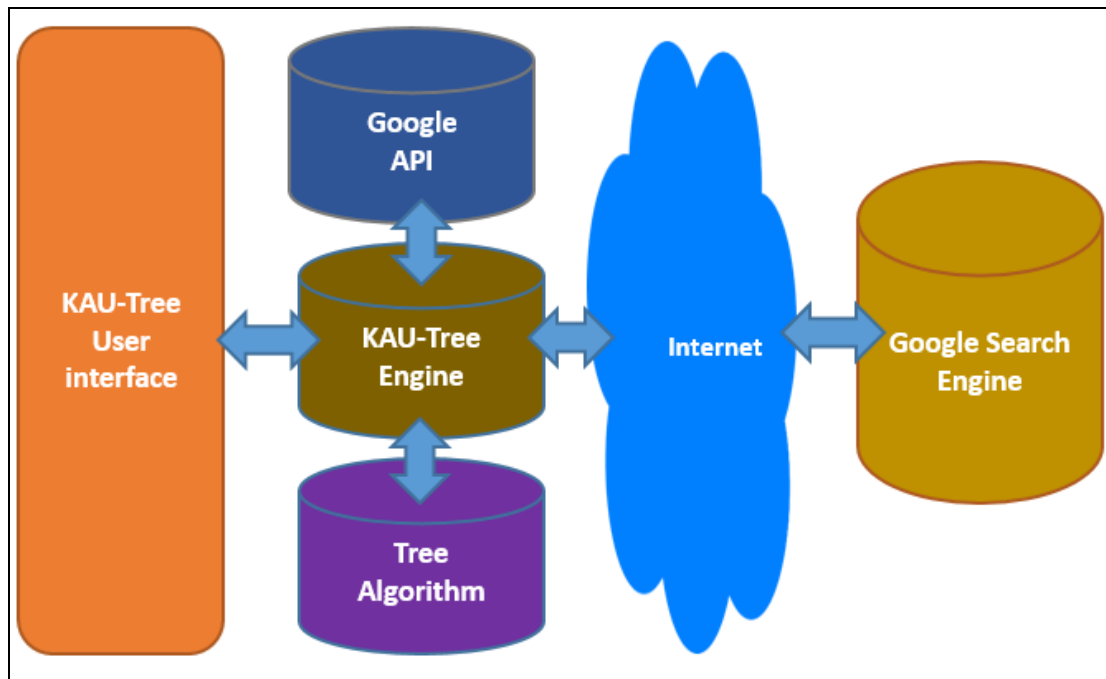 Google
API
KAU-Tree
User
interface
KAU-Tree
Engine
Internet
Google Search
Engine
Tree
Algorithm